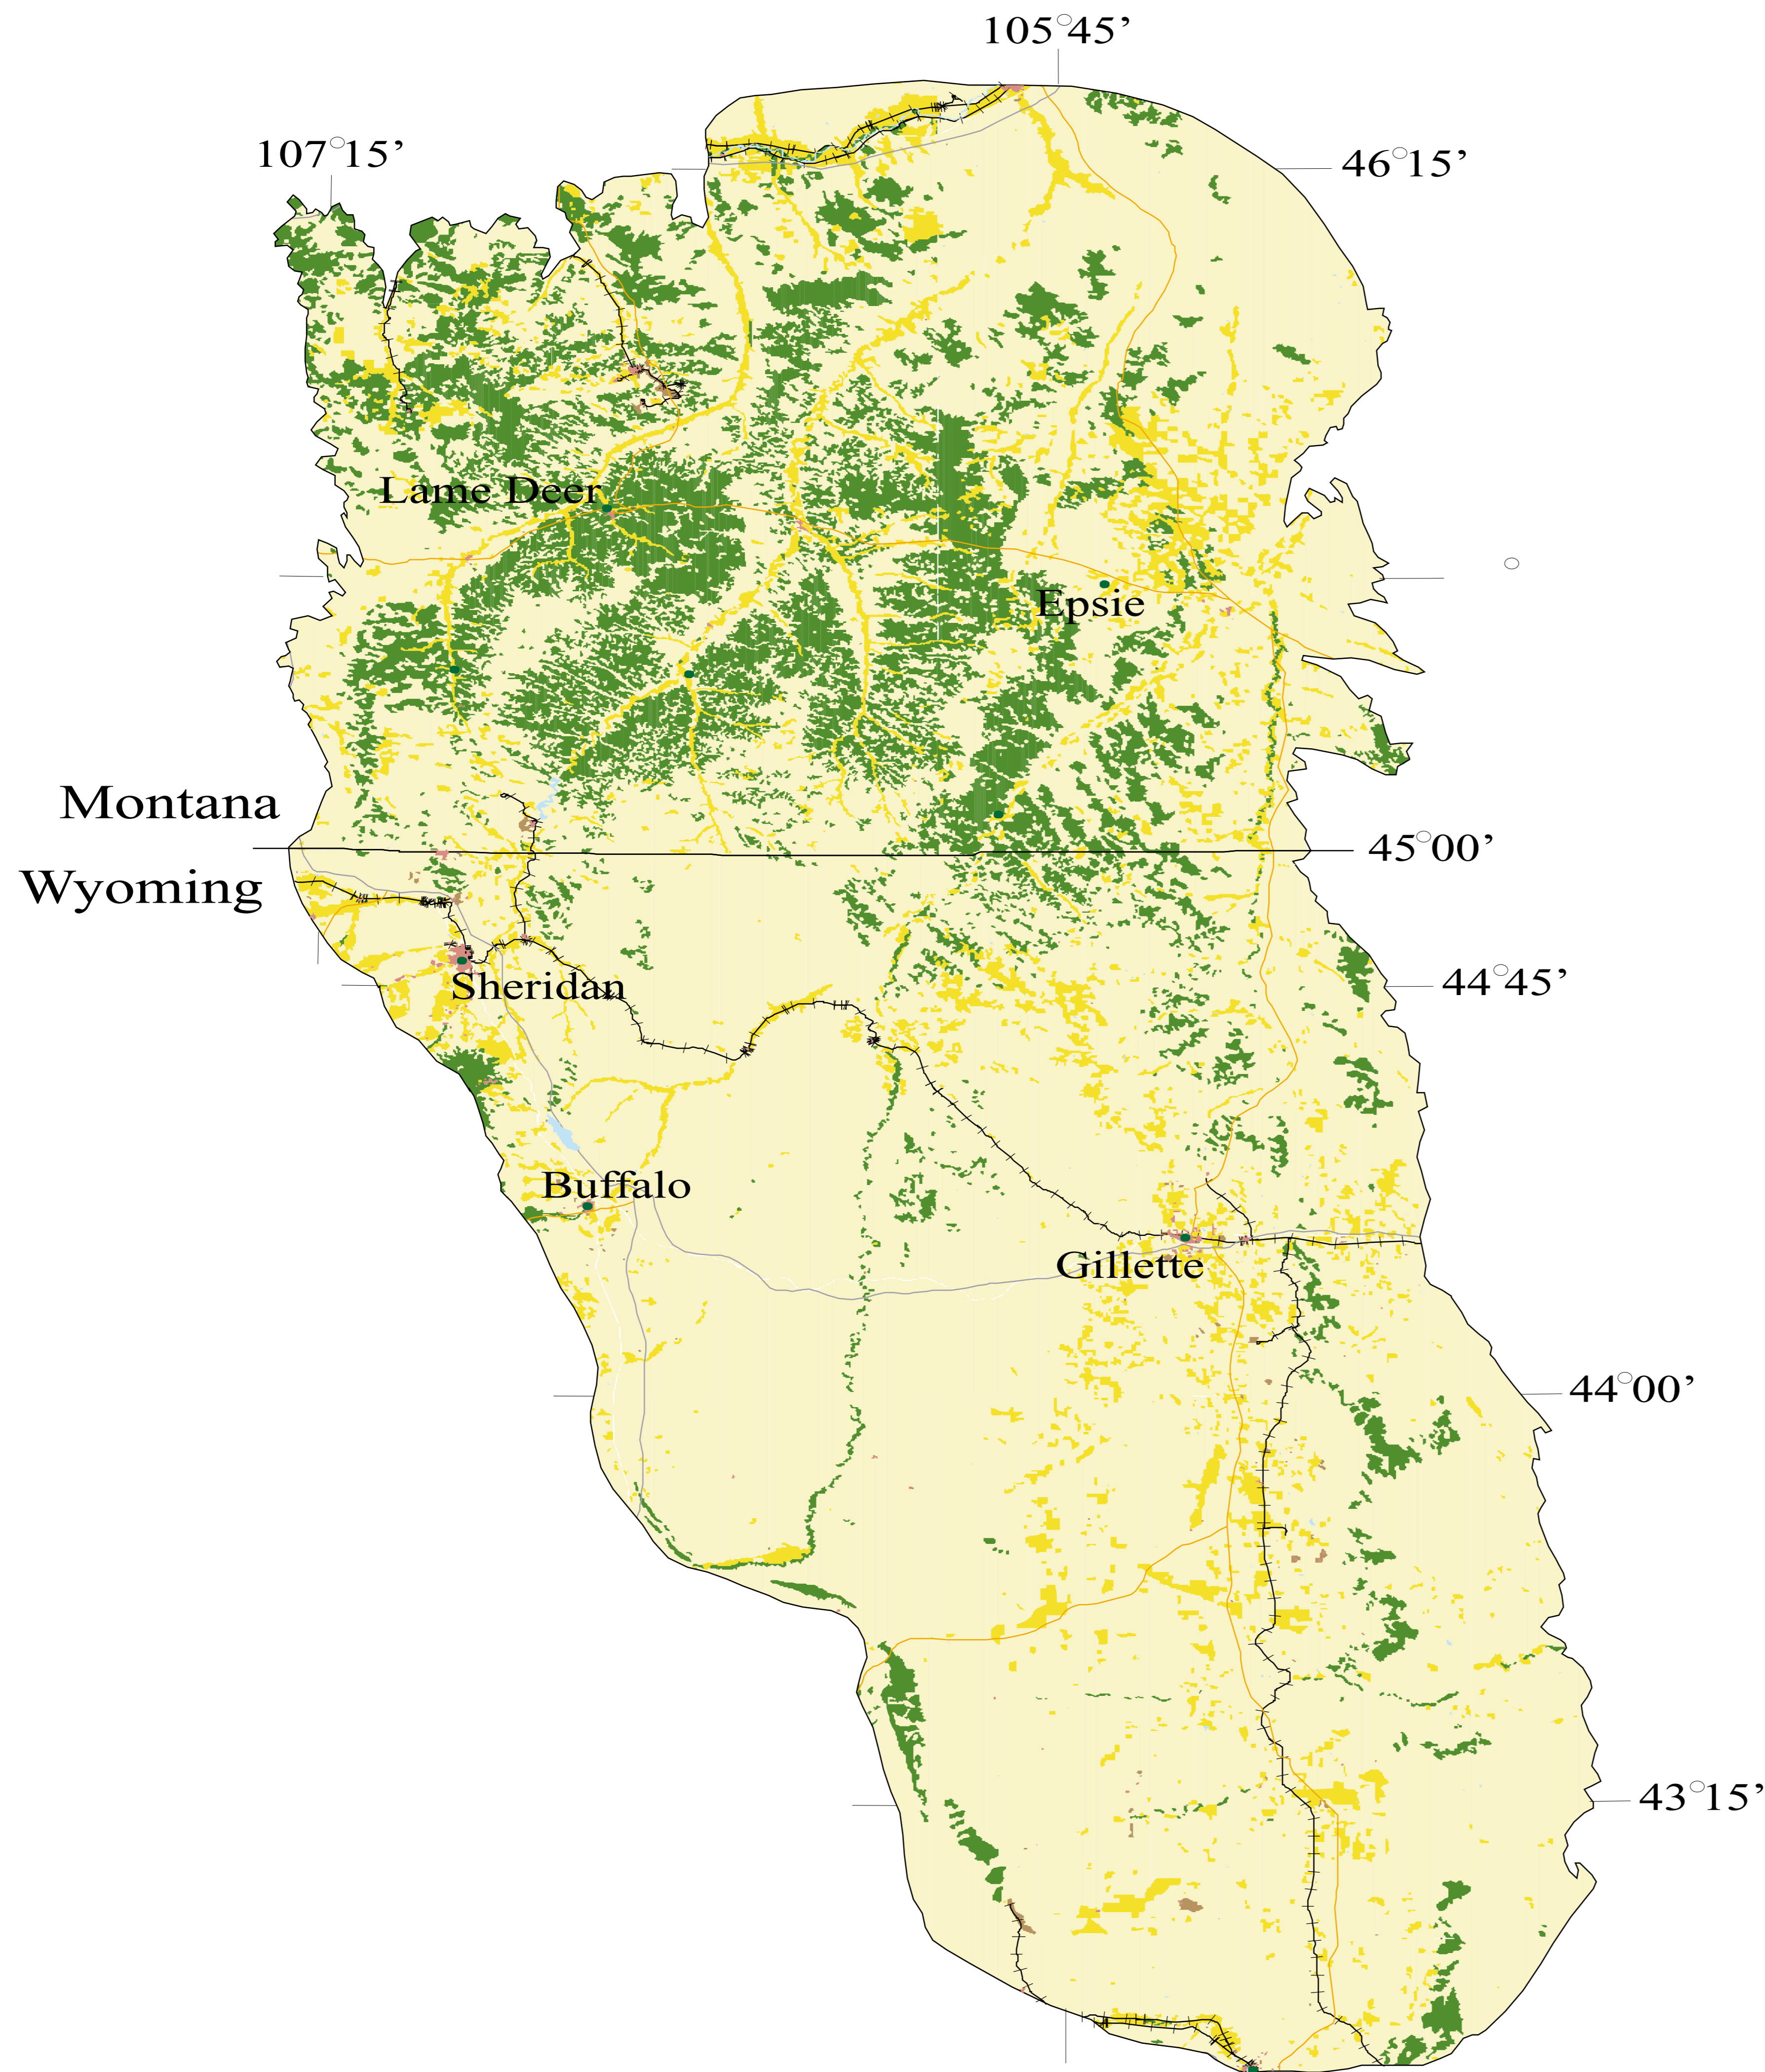 105°45’
107°15’
46°15’
Lame Deer
Epsie
Montana
45°00’
Wyoming
44°45’
Sheridan
Buffalo
Gillette
44°00’
43°15’